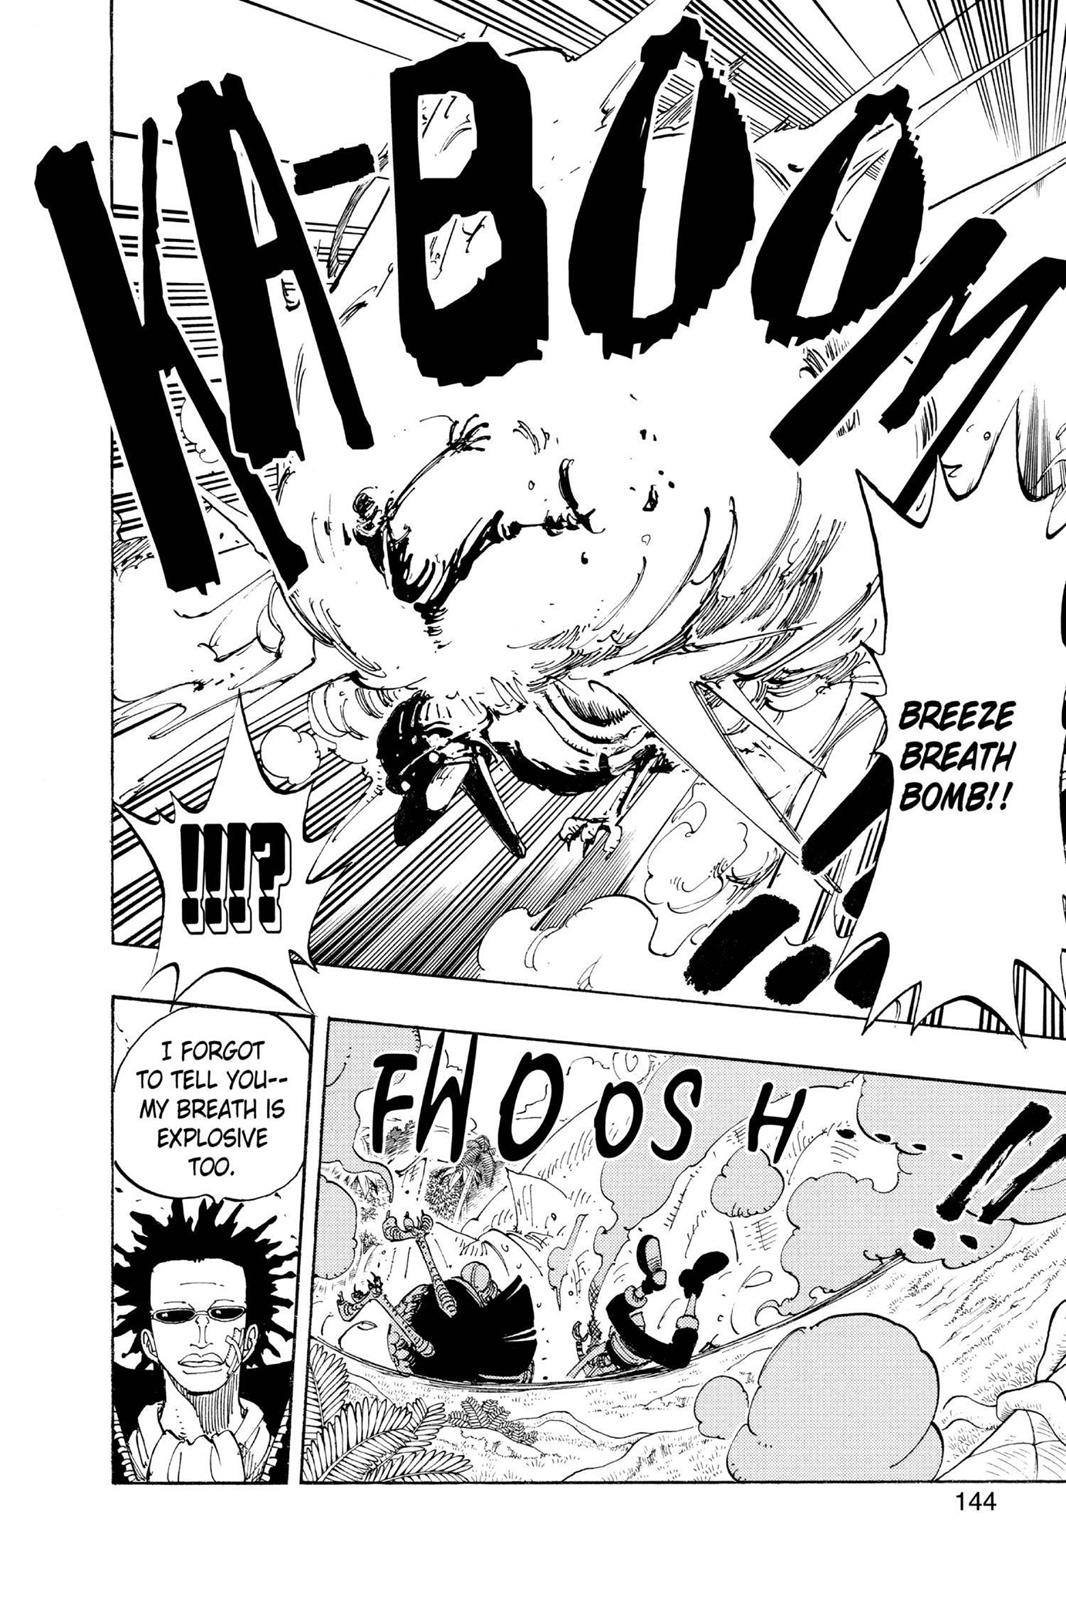 KA-BOOM
BREEZE
BREATH
BOMB!!
!!!!?
I FORGOT
TO TELL YOU--
MY BREATH IS
EXPLOSIVE
TOO.
FWOOSH
!!
144